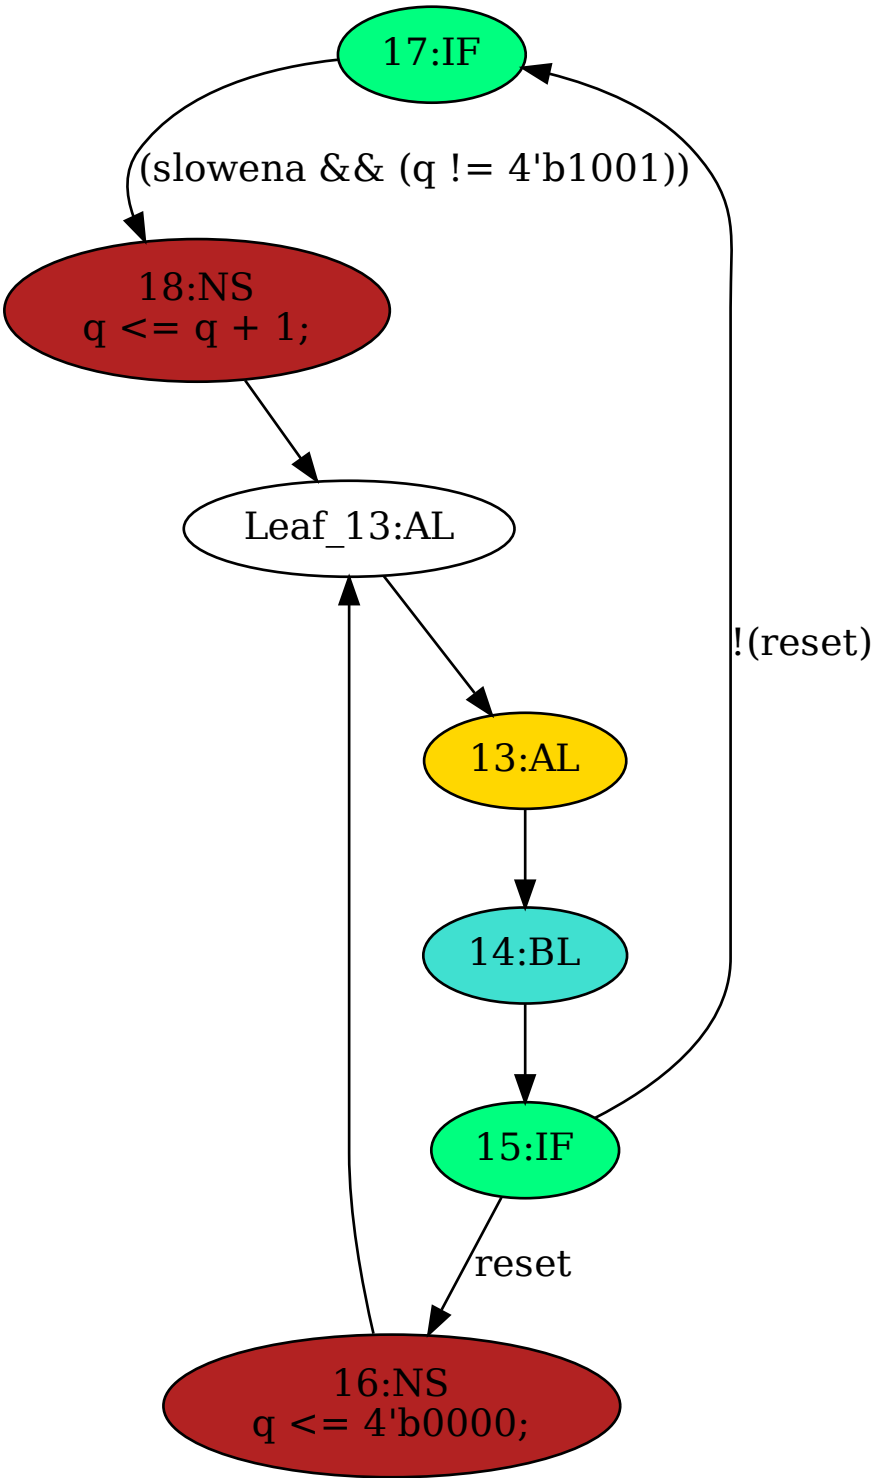 17:IF
(slowena && (q != 4'b1001))
18:NS
q <= q + 1;
Leaf_13:AL
!(reset)
13:AL
14:BL
15:IF
reset
16:NS
q <= 4'b0000;